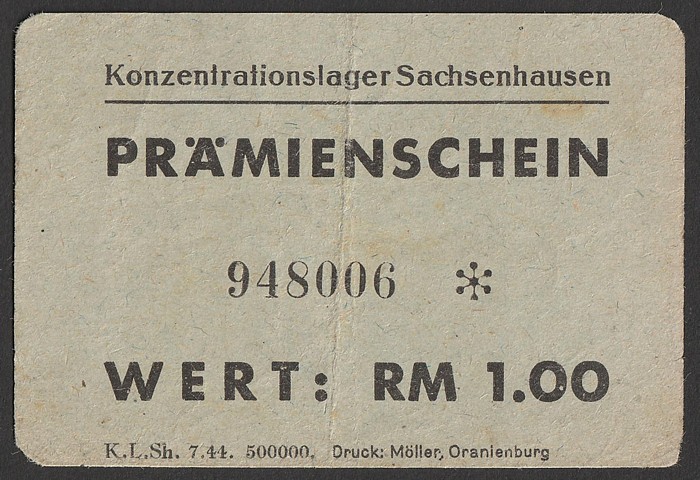 Konzentrationslager Sachsenhausen
PRÄMIENSCHEIN
948006 *
WERT: RM 1.00
K.L.Sh. 7.44. 500000. Druck: Möller, Oranienburg